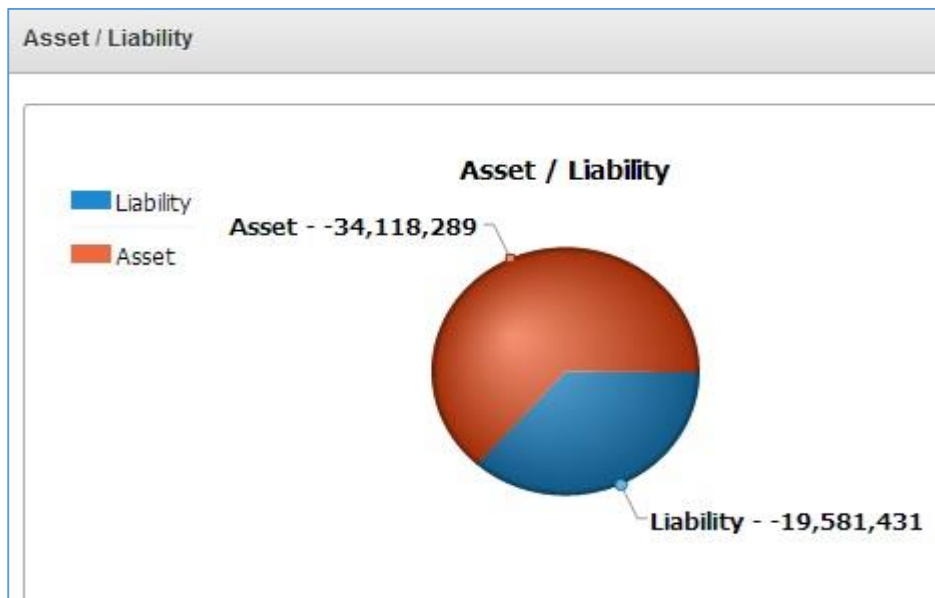 Asset / Liability
Asset / Liability
Liability
Asset - -34,118,289
Asset
Liability - -19,581,431